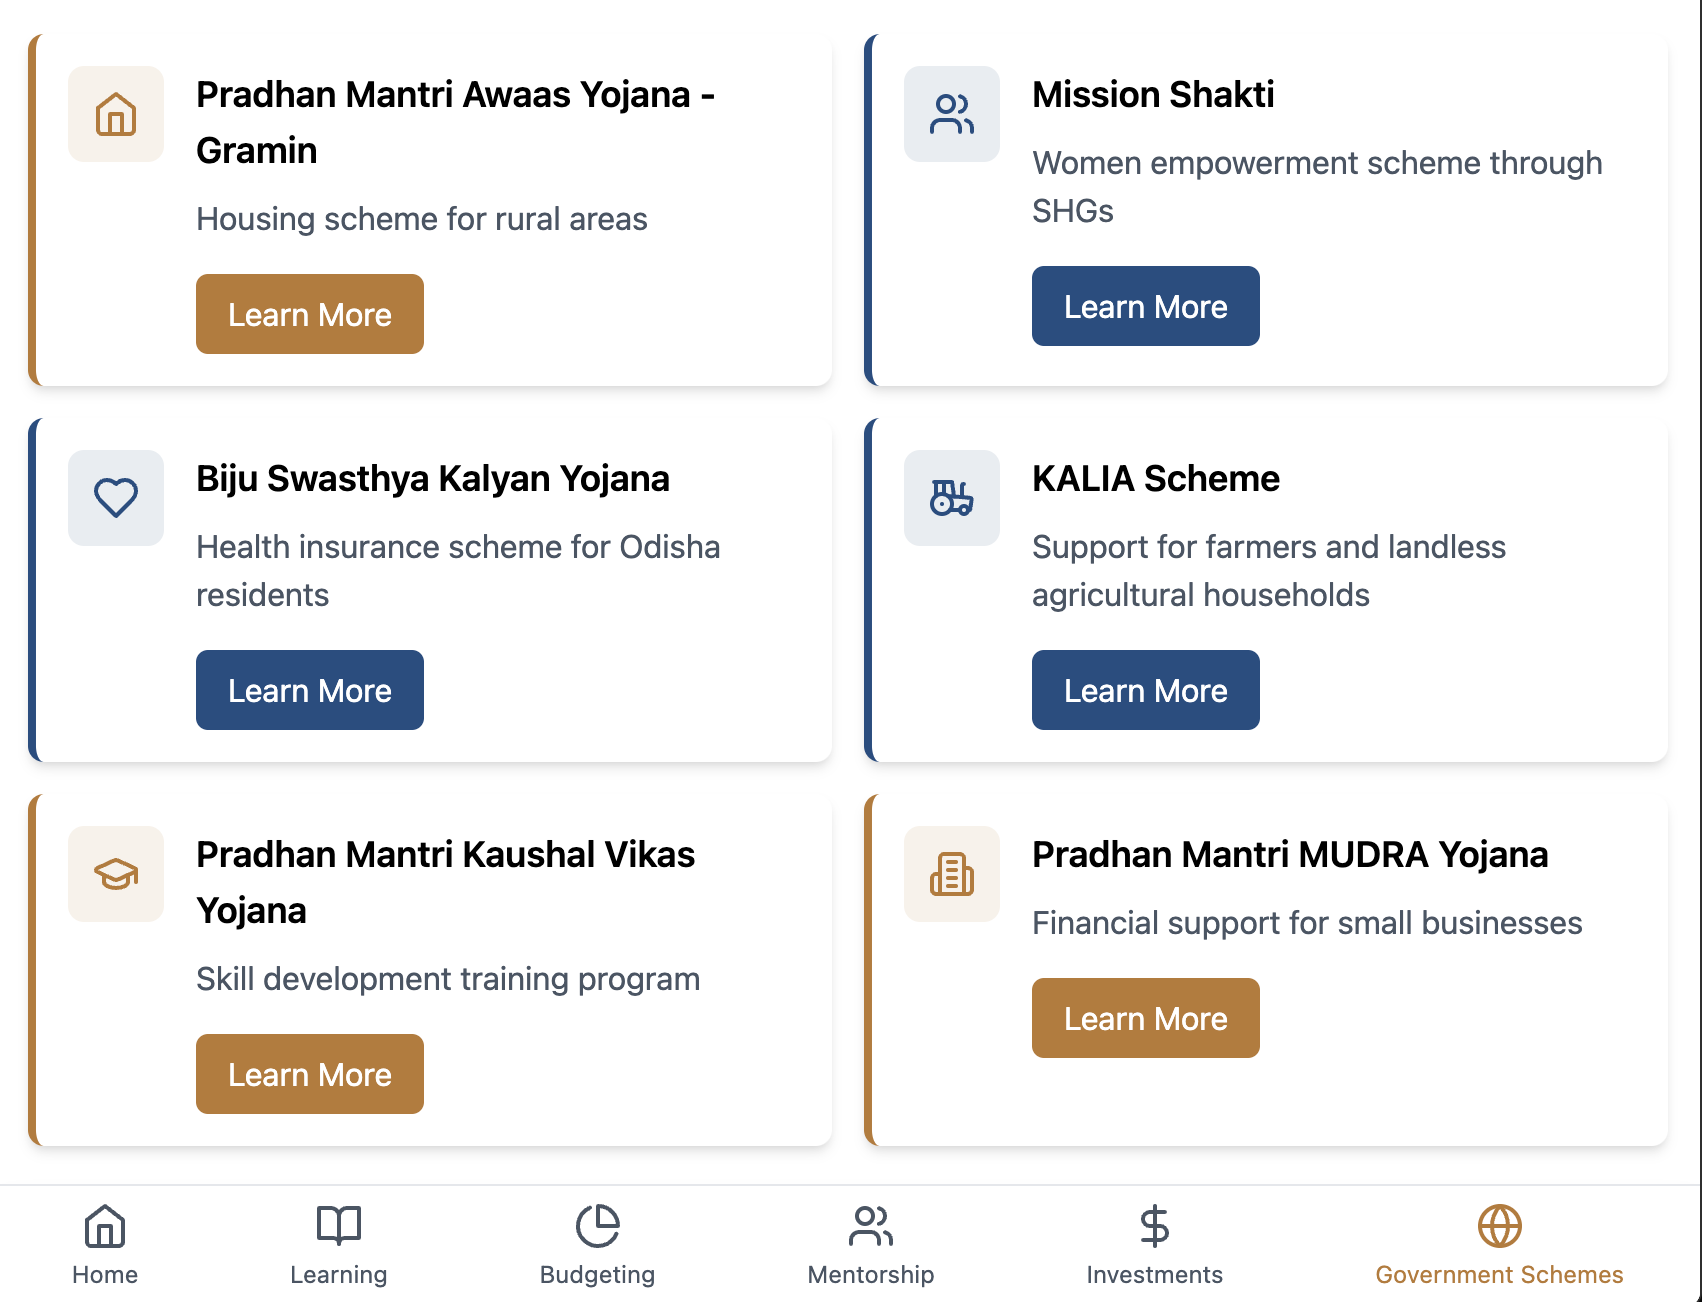 Pradhan Mantri Awaas Yojana -
Gramin
Housing scheme for rural areas
Learn More
Mission Shakti
Women empowerment scheme through
SHGs
Learn More
Biju Swasthya Kalyan Yojana
Health insurance scheme for Odisha
residents
Learn More
KALIA Scheme
Support for farmers and landless
agricultural households
Learn More
Pradhan Mantri Kaushal Vikas
Yojana
Skill development training program
Learn More
Pradhan Mantri MUDRA Yojana
Financial support for small businesses
Learn More
Home
Learning
Budgeting
Mentorship
Investments
Government Schemes